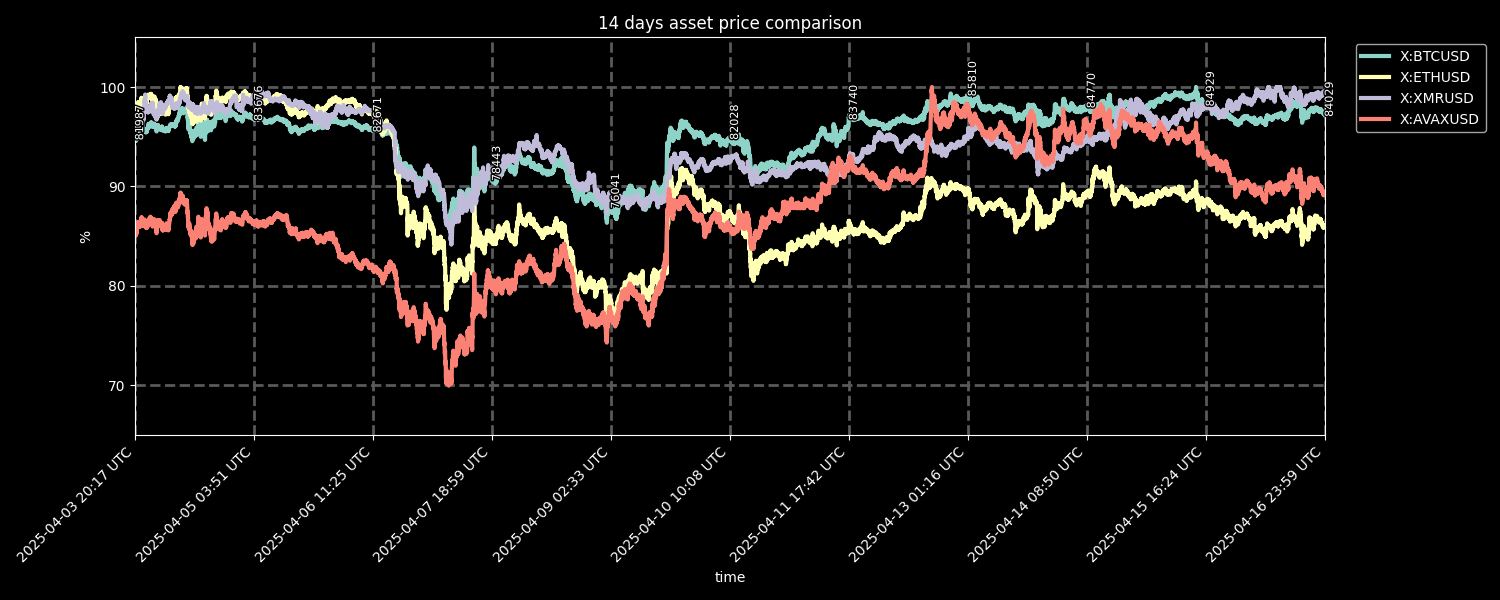 14 days asset price comparison
X:BTCUSD
X:ETHUSD
X:XMRUSD
X:AVAXUSD
100
90
80
70
%
81987
83676
82671
78443
76041
82028
83740
85810
84770
84929
84029
2025-04-03 20:17 UTC
2025-04-05 03:51 UTC
2025-04-06 11:25 UTC
2025-04-07 18:59 UTC
2025-04-09 02:33 UTC
2025-04-10 10:08 UTC
2025-04-11 17:42 UTC
2025-04-13 01:16 UTC
2025-04-14 08:50 UTC
2025-04-15 16:24 UTC
2025-04-16 23:59 UTC
time